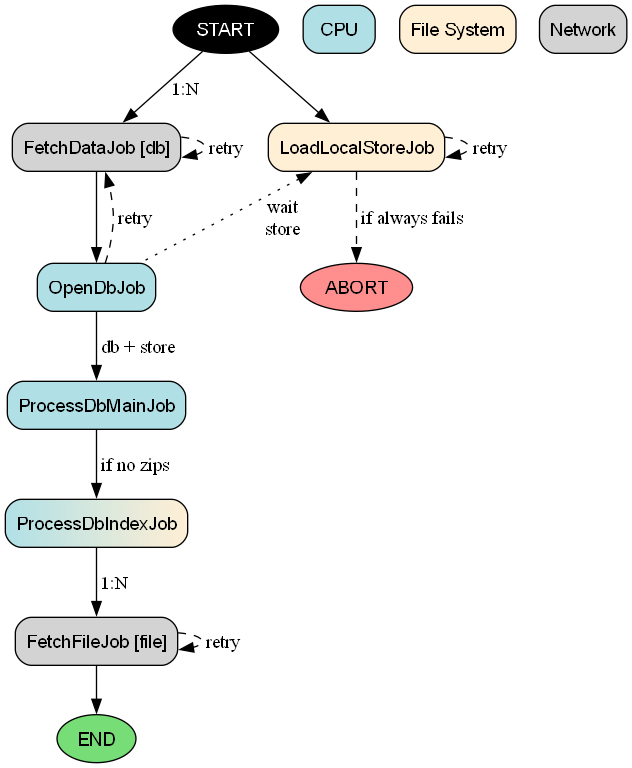 START
CPU
File System
Network
1:N
FetchDataJob [db]
retry
LoadLocalStoreJob
retry
retry
wait
store
if always fails
OpenDbJob
ABORT
db + store
ProcessDbMainJob
if no zips
ProcessDbIndexJob
1:N
FetchFileJob [file]
retry
END